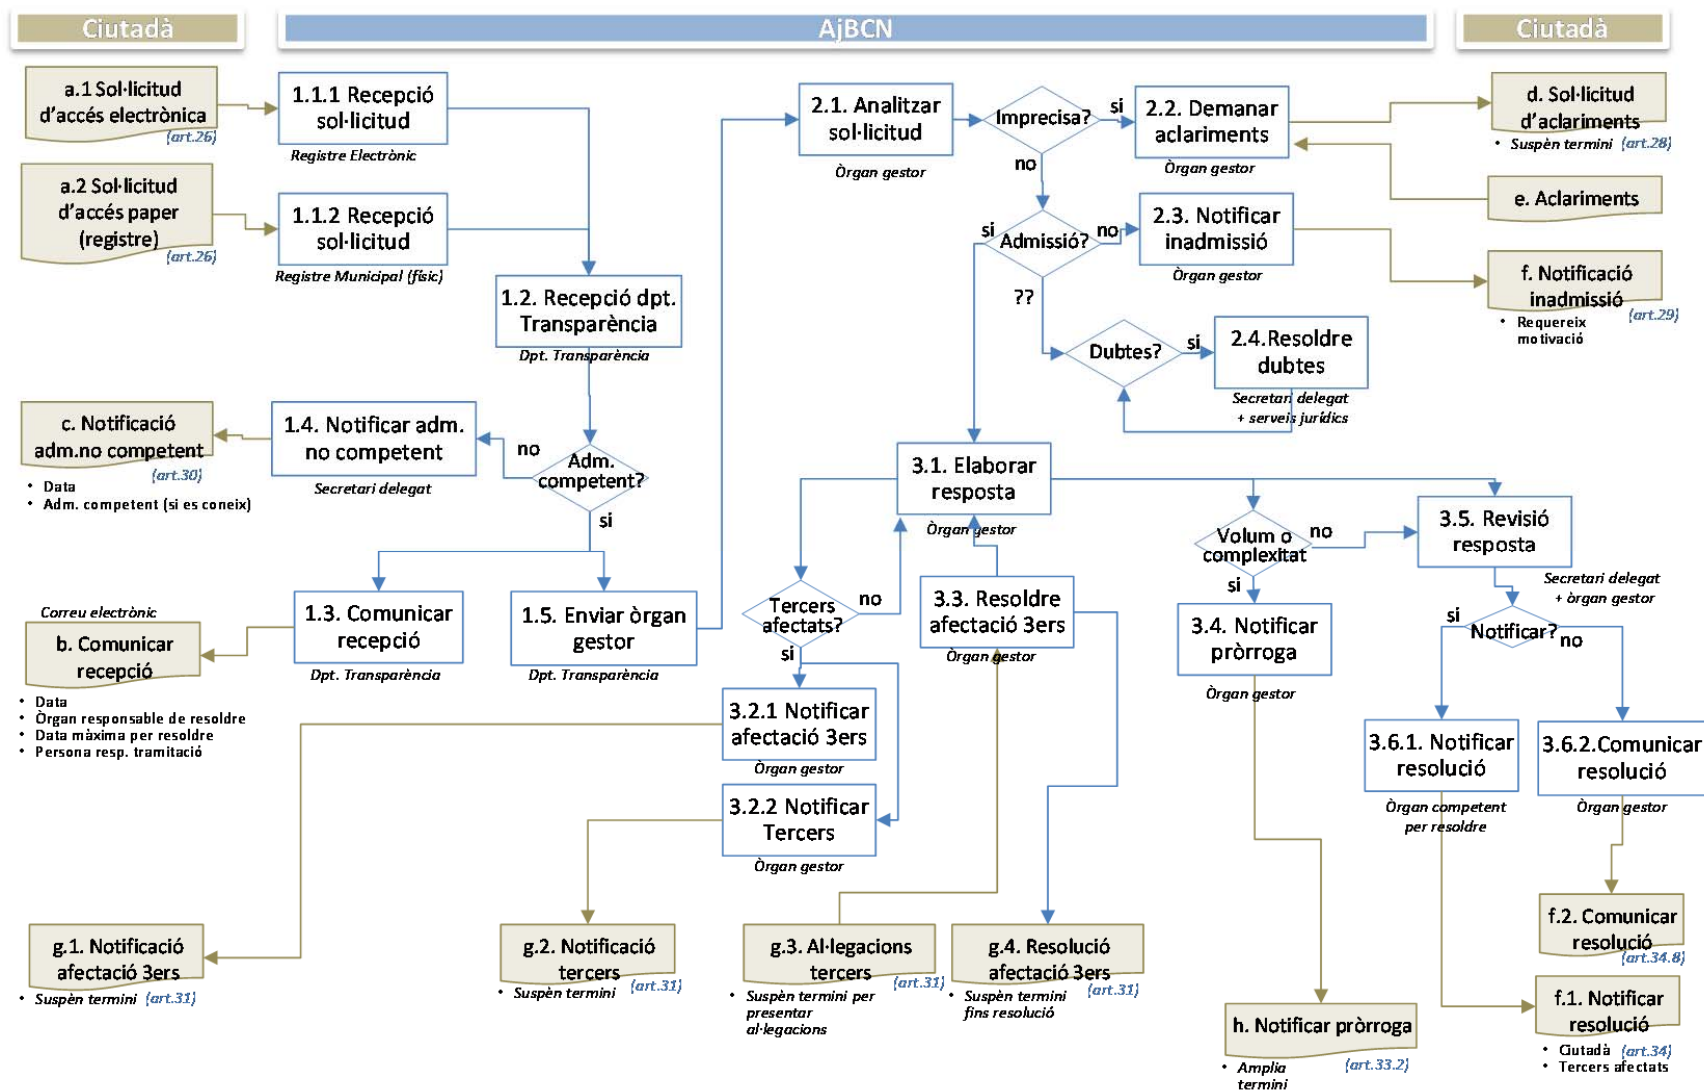 Ciutadà
AjBCN
Ciutadà
a.1 Sol·licitud
d'accés electrònica
(art.26)
1.1.1 Recepció
sol·licitud
Registre Electrònic
a.2 Sol·licitud
d'accés paper
(registre)
(art.26)
1.1.2 Recepció
sol·licitud
Registre Municipal (físic)
1.2. Recepció dpt.
Transparència
Dpt. Transparència
Adm.
competent?
no
si
1.4. Notificar adm.
no competent
Secretari delegat
c. Notificació
adm.no competent
(art.30)
• Data
• Adm. competent (si es coneix)
1.3. Comunicar
recepció
Dpt. Transparència
Correu electrònic
b. Comunicar
recepció
• Data
• Òrgan responsable de resoldre
• Data màxima per resoldre
• Persona resp. tramitació
1.5. Enviar òrgan
gestor
Dpt. Transparència
2.1. Analitzar
sol·licitud
Òrgan gestor
Imprecisa?
si
no
2.2. Demanar
aclariments
Òrgan gestor
d. Sol·licitud
d'aclariments
• Suspèn termini (art.28)
e. Aclariments
Admissió?
si
no
??
2.3. Notificar
inadmissió
Òrgan gestor
f. Notificació
inadmissió
(art.29)
• Requereix
motivació
Dubtes?
si
2.4.Resoldre
dubtes
Secretari delegat
+ serveis jurídics
3.1. Elaborar
resposta
Òrgan gestor
Tercers
afectats?
no
si
3.3. Resoldre
afectació 3ers
Òrgan gestor
Volum o
complexitat
no
si
3.4. Notificar
pròrroga
Òrgan gestor
3.5. Revisió
resposta
Secretari delegat
+ òrgan gestor
Notificar?
si
no
3.2.1 Notificar
afectació 3ers
Òrgan gestor
3.2.2 Notificar
Tercers
Òrgan gestor
3.6.1. Notificar
resolució
Òrgan competent
per resoldre
3.6.2.Comunicar
resolució
Òrgan gestor
g.1. Notificació
afectació 3ers
• Suspèn termini (art.31)
g.2. Notificació
tercers
• Suspèn termini (art.31)
g.3. Al·legacions
tercers
(art.31)
• Suspèn termini per
presentar
al·legacions
g.4. Resolució
afectació 3ers
(art.31)
• Suspèn termini
fins resolució
h. Notificar pròrroga
(art.33.2)
• Amplia
termini
f.2. Comunicar
resolució
(art.34.8)
f.1. Notificar
resolució
• Ciutadà (art.34)
• Tercers afectats